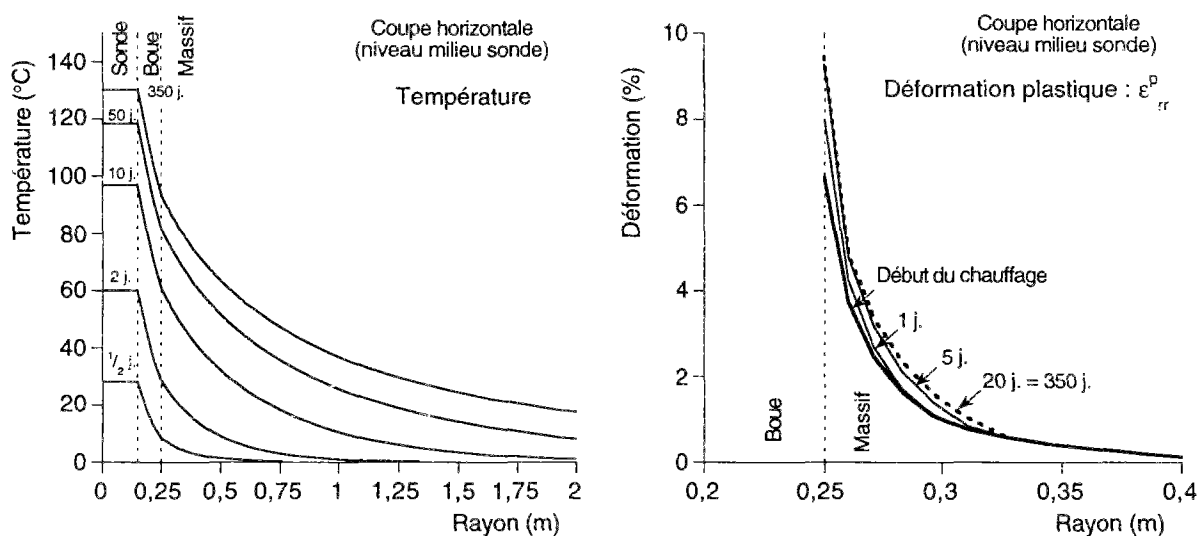 Coupe horizontale
(niveau milieu sonde)
Température
Température (°C)
140
120
100
80
60
40
20
0
Sonde
Boue
Massif
350 j.
50 j.
10 j.
2 j.
1/2 j.
0
0,25
0,5
0,75
1
1,25
1,5
1,75
2
Rayon (m)
Coupe horizontale
(niveau milieu sonde)
Déformation plastique : ε^p_rr
Déformation (%)
10
8
6
4
2
0
Début du chauffage
1 j.
5 j.
20 j. = 350 j.
Boue
Massif
0,2
0,25
0,3
0,35
0,4
Rayon (m)